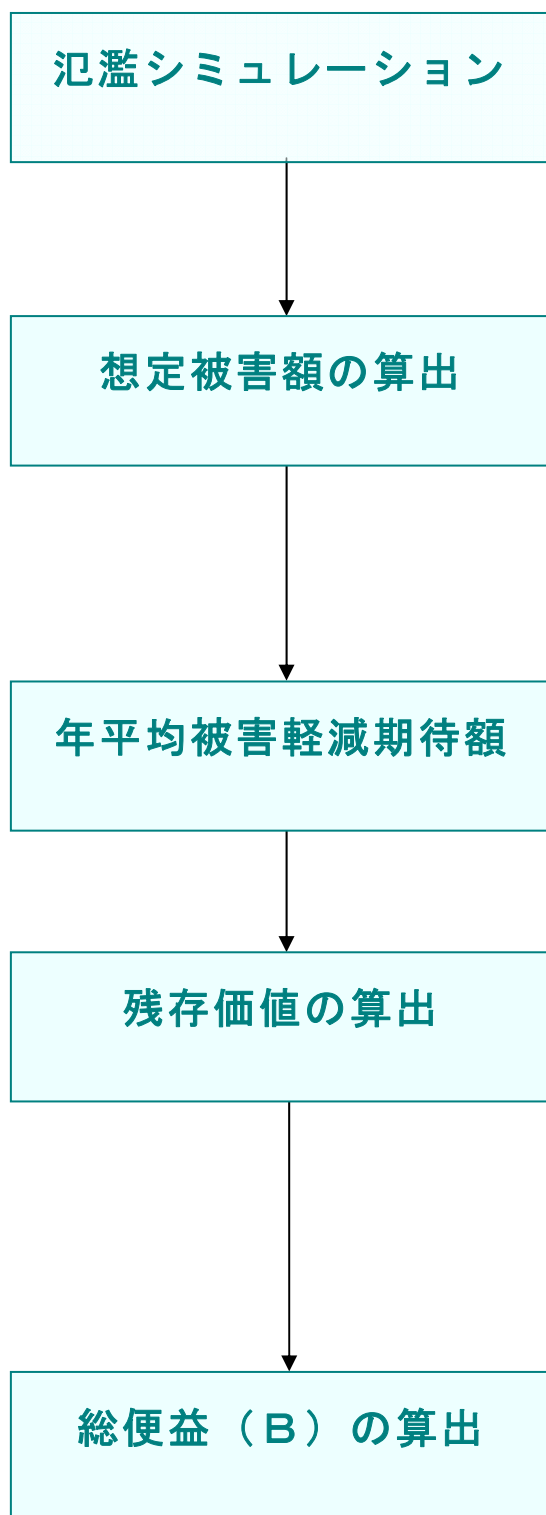 氾濫シミュレーション
想定被害額の算出
年平均被害軽減期待額
残存価値の算出
総便益（Ｂ）の算出